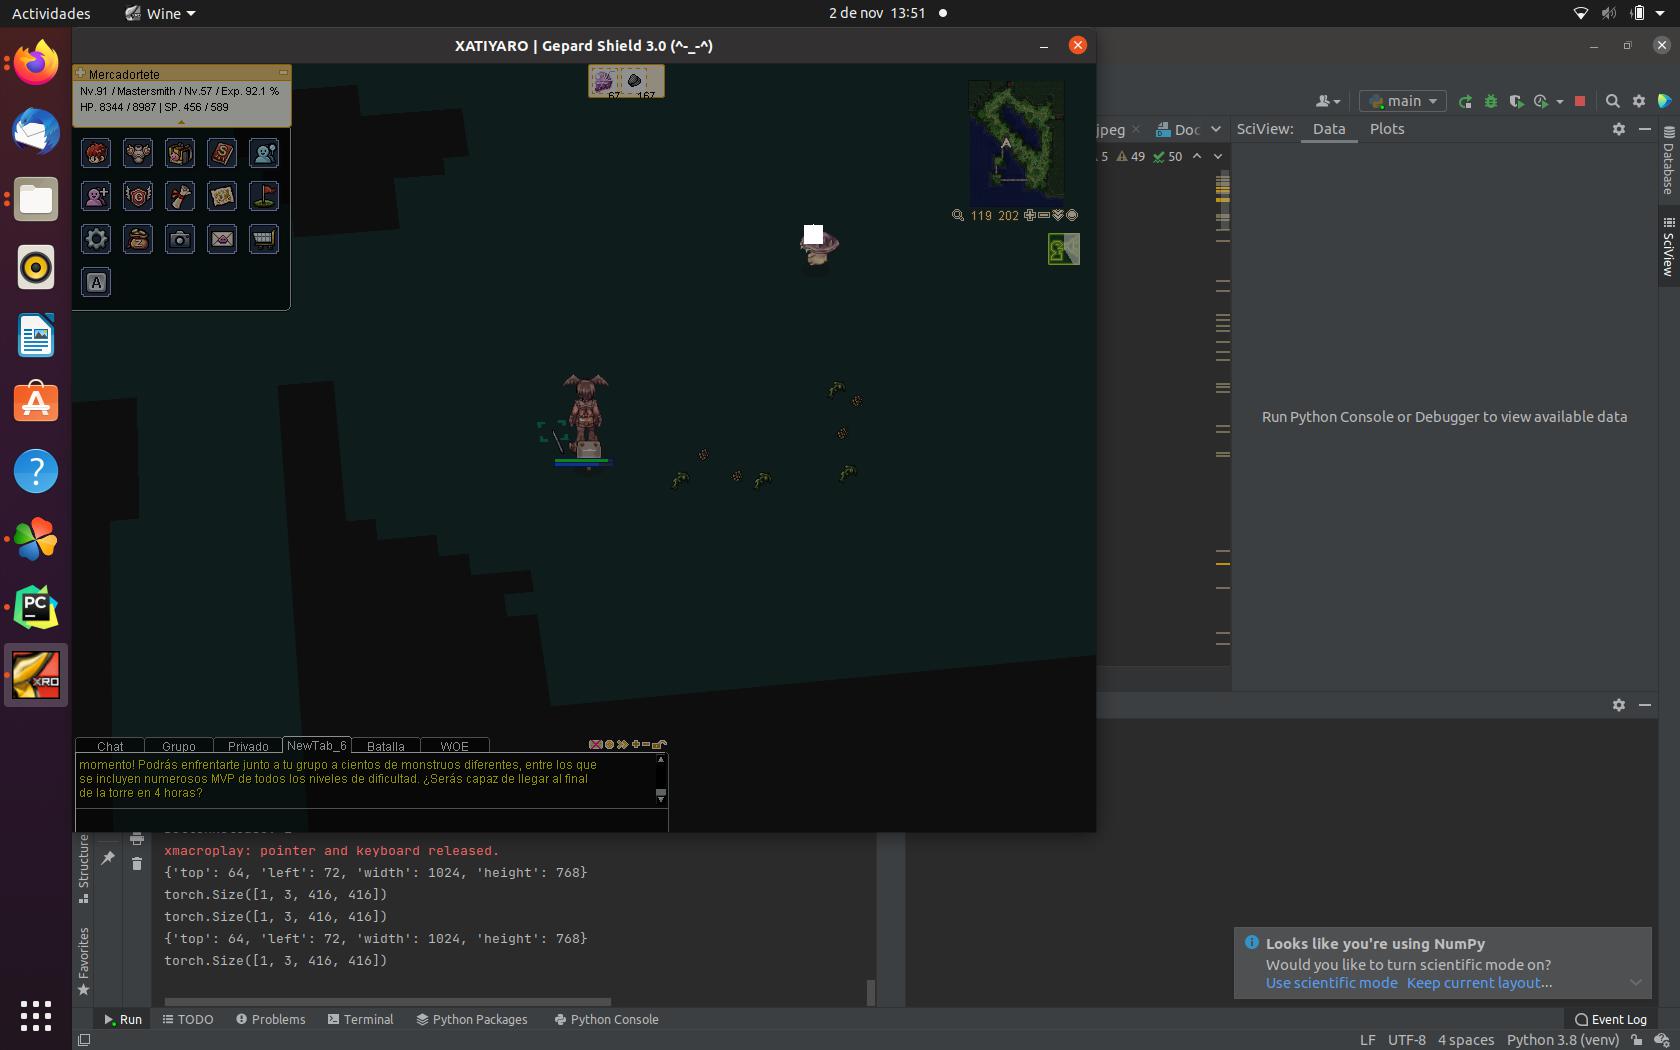 Actividades
Wine
2 de nov 13:51
XATIYARO | Gepard Shield 3.0 (^-_-^)
Mercadortete
Nv.91 / Mastersmith / Nv.57 / Exp. 92.1 %
HP. 8344 / 8987 | SP. 456 / 589
67 167
119 202
main
jpeg
Doc
SciView: Data Plots
5 49 50
Database
SciView
Run Python Console or Debugger to view available data
PC
XRO
Chat Grupo Privado NewTab_6 Batalla WOE
momento! Podrás enfrentarte junto a tu grupo a cientos de monstruos diferentes, entre los que
se incluyen numerosos MVP de todos los niveles de dificultad. ¿Serás capaz de llegar al final
de la torre en 4 horas?
xmacroplay: pointer and keyboard released.
{'top': 64, 'left': 72, 'width': 1024, 'height': 768}
torch.Size([1, 3, 416, 416])
torch.Size([1, 3, 416, 416])
{'top': 64, 'left': 72, 'width': 1024, 'height': 768}
torch.Size([1, 3, 416, 416])
Structure
Favorites
Looks like you're using NumPy
Would you like to turn scientific mode on?
Use scientific mode Keep current layout...
Run TODO Problems Terminal Python Packages Python Console
Event Log
LF UTF-8 4 spaces Python 3.8 (venv)